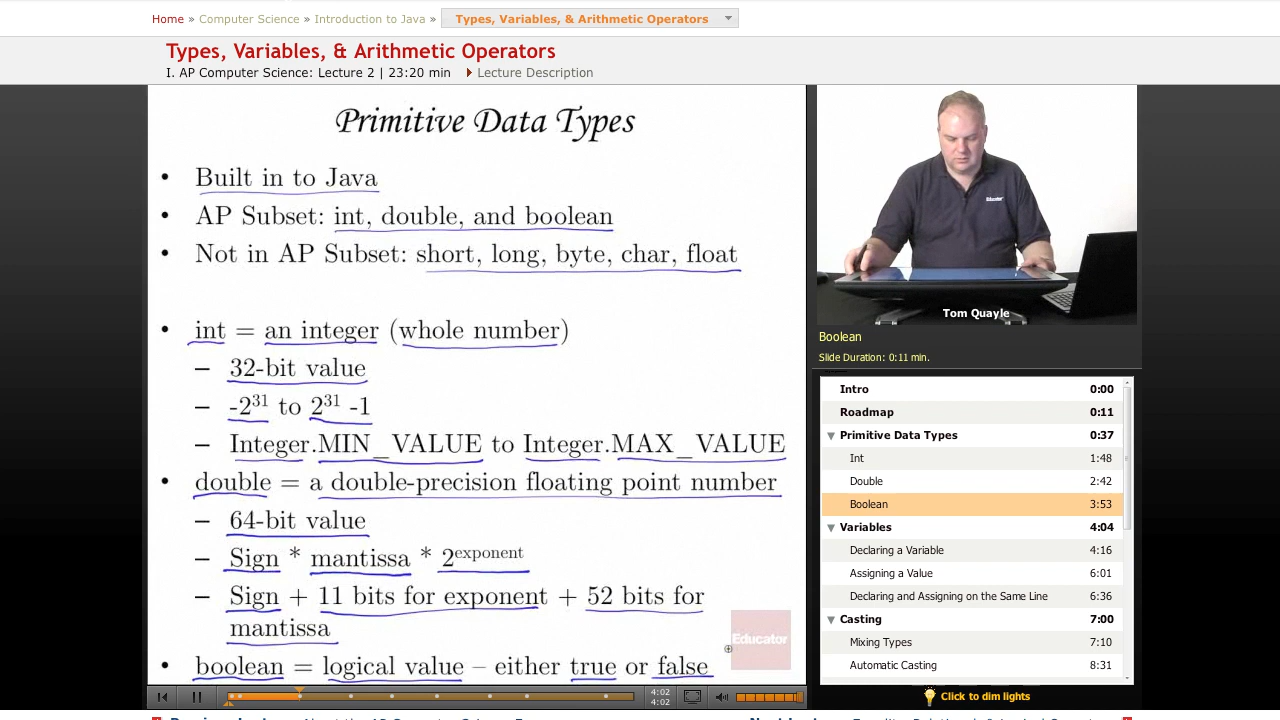 Home » Computer Science » Introduction to Java » Types, Variables, & Arithmetic Operators
Types, Variables, & Arithmetic Operators
I. AP Computer Science: Lecture 2 | 23:20 min Lecture Description
Primitive Data Types
• Built in to Java
• AP Subset: int, double, and boolean
• Not in AP Subset: short, long, byte, char, float
• int = an integer (whole number)
– 32-bit value
– -2³¹ to 2³¹ -1
– Integer.MIN_VALUE to Integer.MAX_VALUE
• double = a double-precision floating point number
– 64-bit value
– Sign * mantissa * 2^exponent
– Sign + 11 bits for exponent + 52 bits for
mantissa
• boolean = logical value – either true or false
Educator
4:02
4:02
Educator
Tom Quayle
Boolean
Slide Duration: 0:11 min.
Intro 0:00
Roadmap 0:11
Primitive Data Types 0:37
Int 1:48
Double 2:42
Boolean 3:53
Variables 4:04
Declaring a Variable 4:16
Assigning a Value 6:01
Declaring and Assigning on the Same Line 6:36
Casting 7:00
Mixing Types 7:10
Automatic Casting 8:31
Click to dim lights